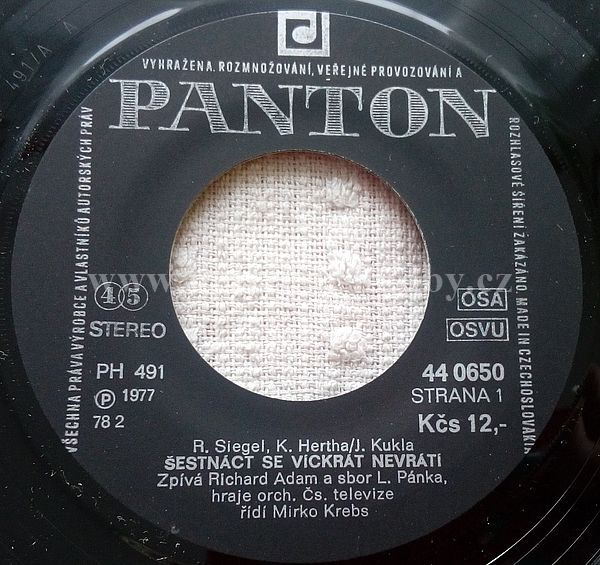 491/A A
VŠECHNA PRÁVA VÝROBCE A VLASTNÍKŮ AUTORSKÝCH PRÁV
VYHRAŽENA. ROZMNOŽOVÁNÍ, VEŘEJNÉ PROVOZOVÁNÍ A
ROZHLASOVÉ ŠÍŘENÍ ZAKÁZÁNO. MADE IN CZECHOSLOVAKIA
PANTON
45
STEREO
OSA
OSVU
PH 491
44 0650
Ⓟ 1977
STRANA 1
78 2
Kčs 12,-
R. Siegel, K. Hertha/J. Kukla
ŠESTNÁCT SE VÍCKRÁT NEVRÁTÍ
Zpívá Richard Adam a sbor L. Pánka,
hraje orch. Čs. televize
řídí Mirko Krebs